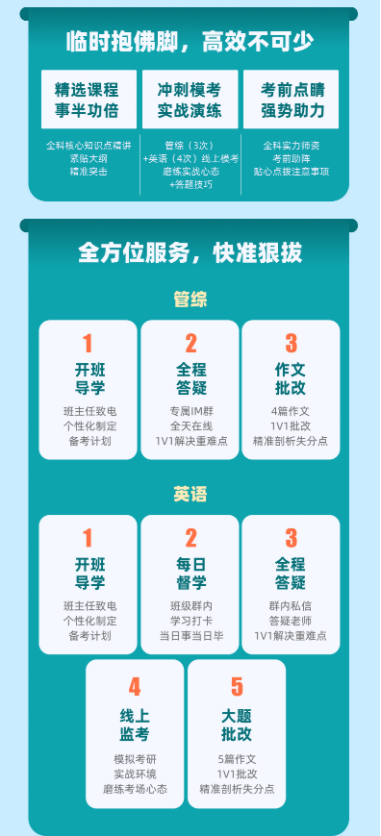 临时抱佛脚，高效不可少
精选课程
事半功倍
冲刺模考
实战演练
考前点睛
强势助力
全科核心知识点精讲
紧贴大纲
精准突击
管综（3次）
+英语（4次）线上模考
磨练实战心态
+答题技巧
全科实力师资
考前助阵
贴心点拨注意事项
全方位服务，快准狠拔
管综
1
开班
导学
班主任致电
个性化制定
备考计划
2
全程
答疑
专属IM群
全天在线
1V1解决重难点
3
作文
批改
4篇作文
1V1批改
精准剖析失分点
英语
1
开班
导学
班主任致电
个性化制定
备考计划
2
每日
督学
班级群内
学习打卡
当日事当日毕
3
全程
答疑
群内私信
答疑老师
1V1解决重难点
4
线上
监考
模拟考研
实战环境
磨练考场心态
5
大题
批改
5篇作文
1V1批改
精准剖析失分点